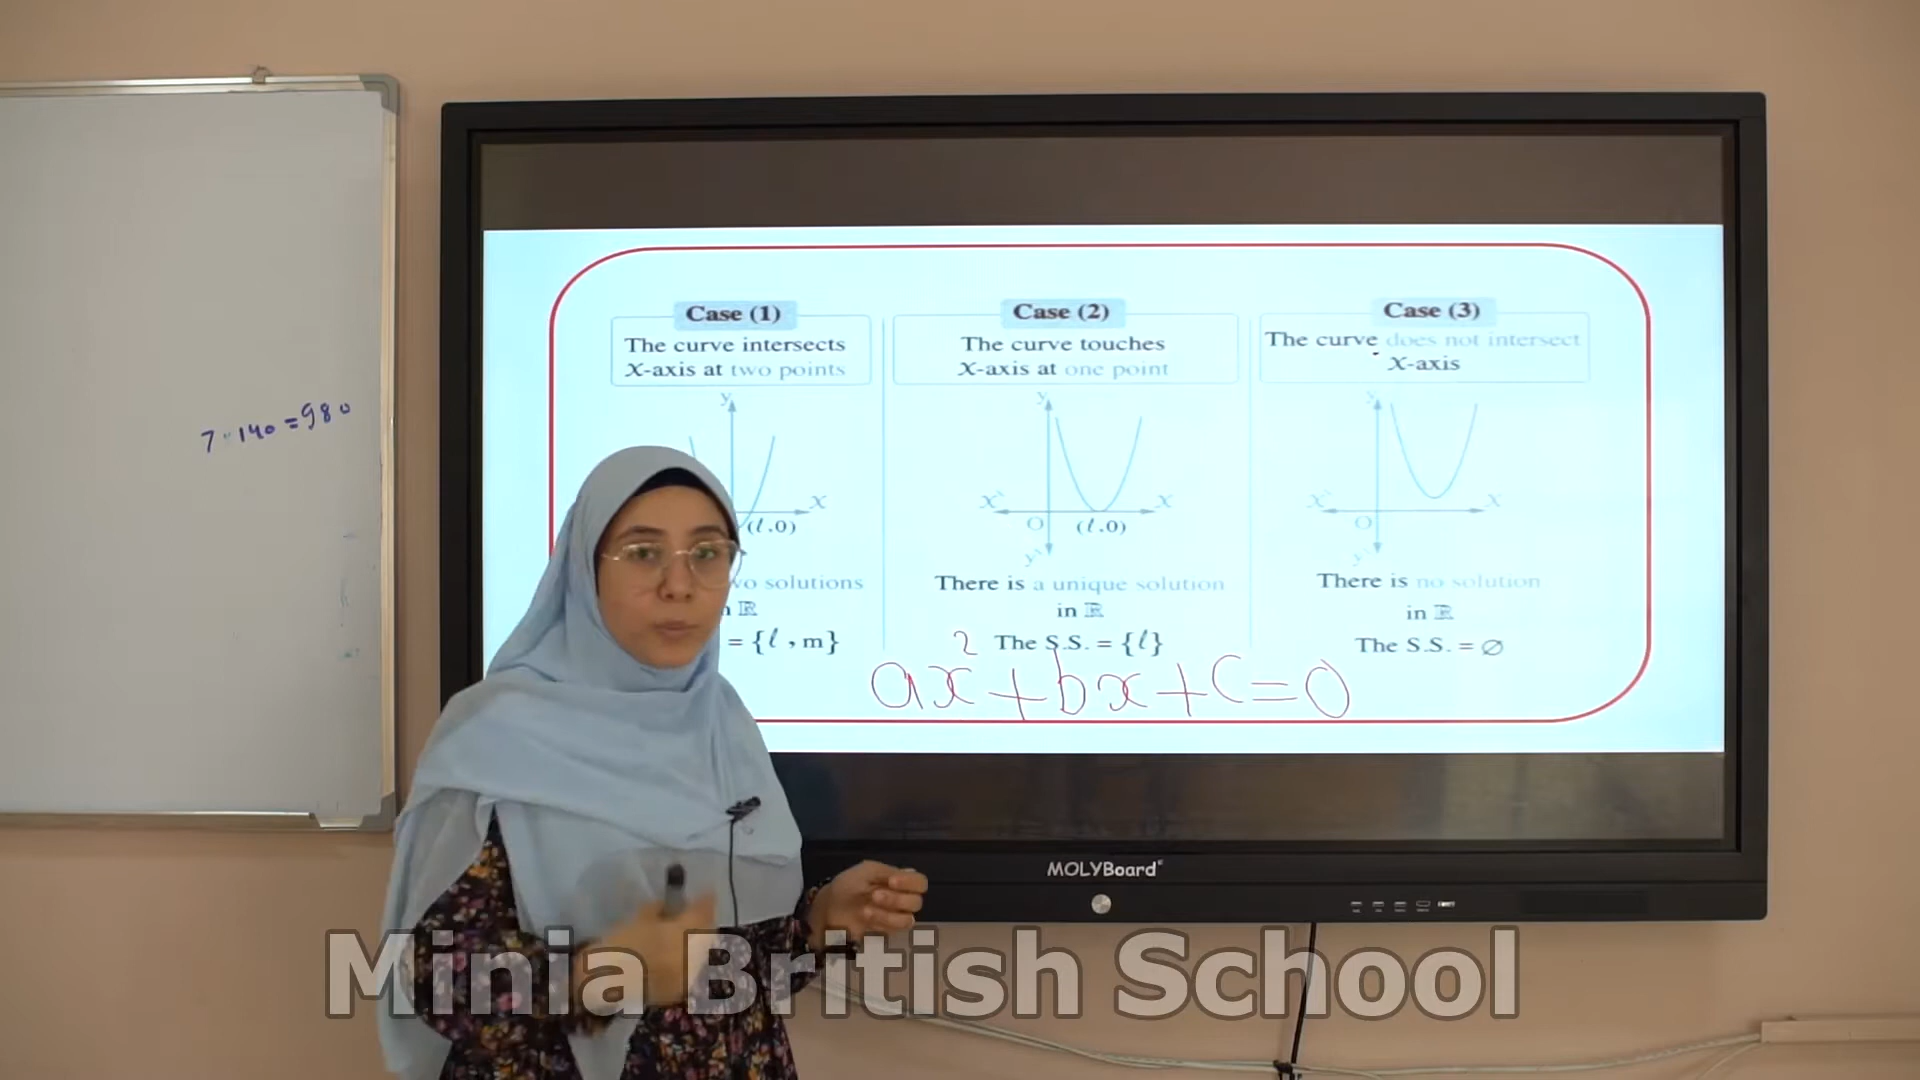 7 · 140 = 980
Case (1)
The curve intersects
X-axis at two points
y
X
(ℓ,0)
wo solutions
n ℝ
= {ℓ , m}
Case (2)
The curve touches
X-axis at one point
y
X` X
O (ℓ,0)
y`
There is a unique solution
in ℝ
The S.S. = {ℓ}
Case (3)
The curve does not intersect
X-axis
y
X` X
O
y`
There is no solution
in ℝ
The S.S. = ∅
ax² + bx + c = 0
MOLYBoard
Minia British School